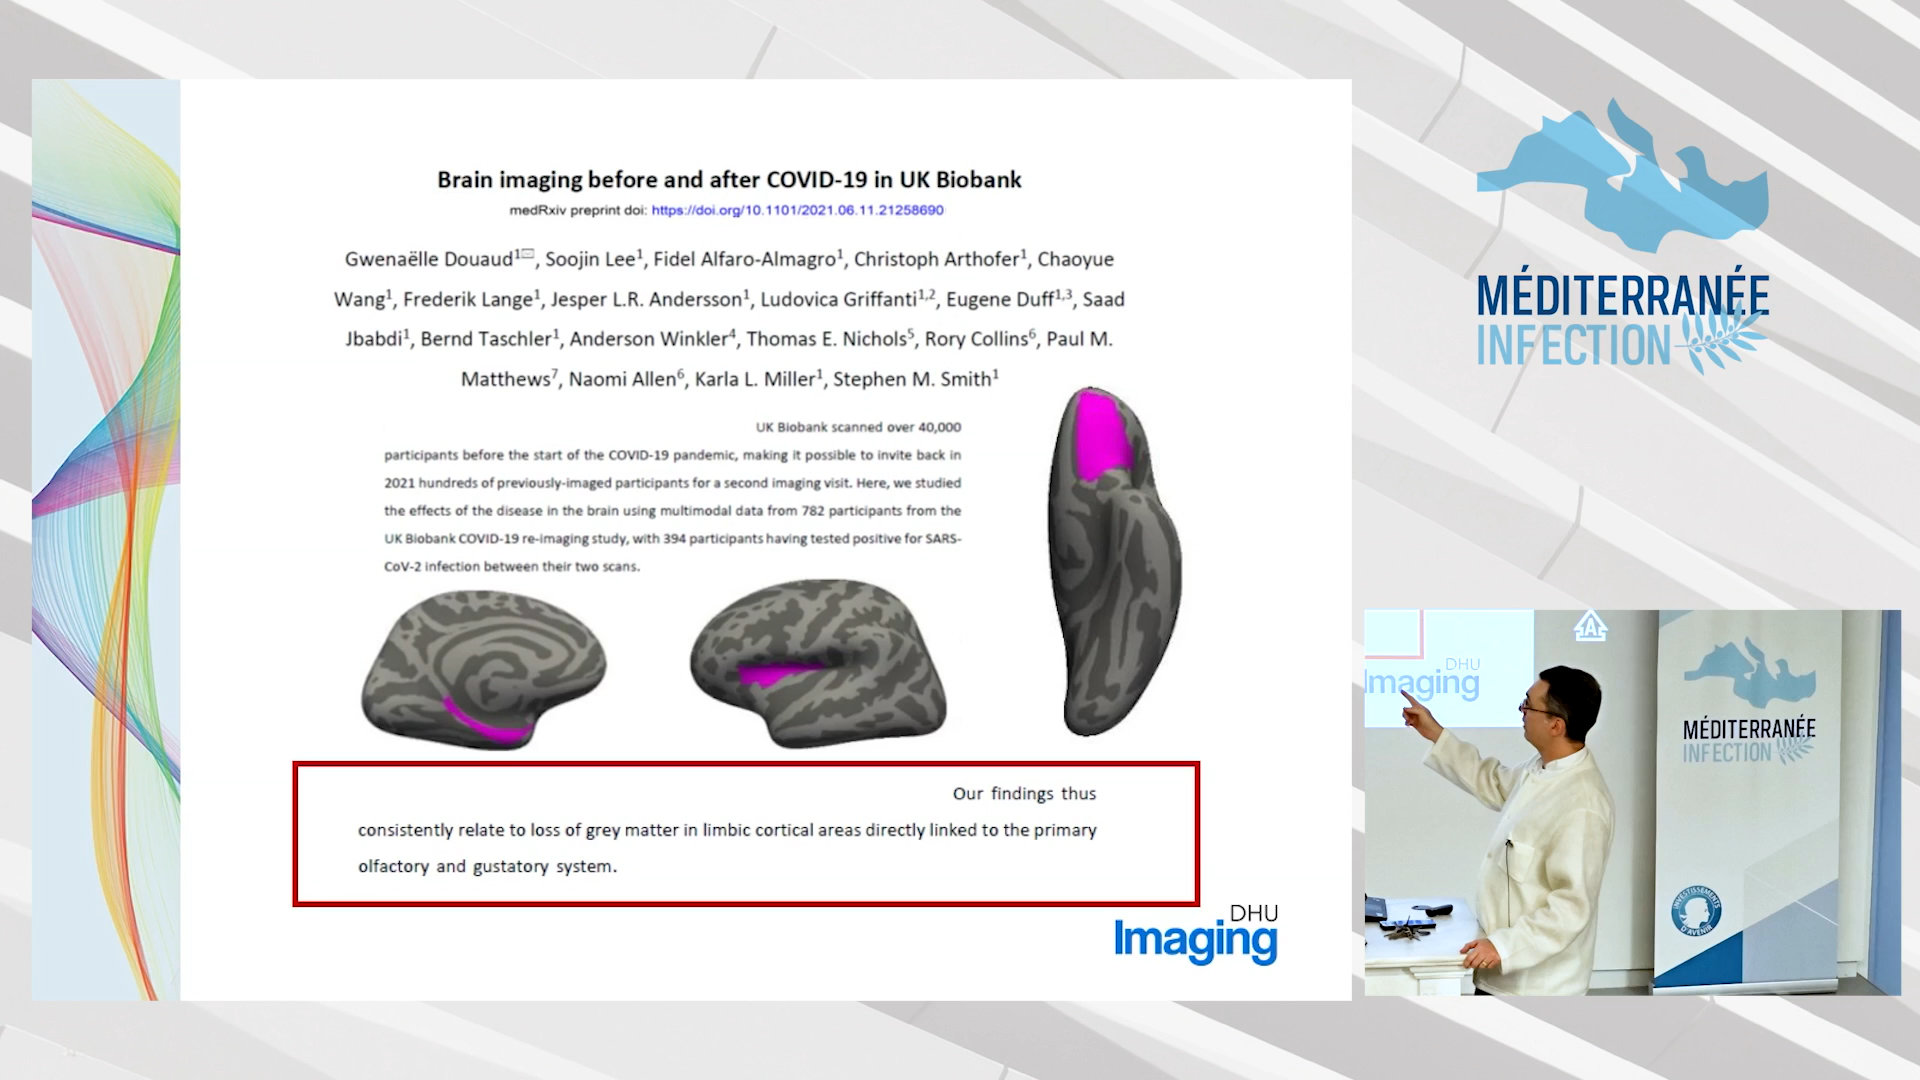 Brain imaging before and after COVID-19 in UK Biobank
medRxiv preprint doi: https://doi.org/10.1101/2021.06.11.21258690
Gwenaëlle Douaud1✉, Soojin Lee1, Fidel Alfaro-Almagro1, Christoph Arthofer1, Chaoyue
Wang1, Frederik Lange1, Jesper L.R. Andersson1, Ludovica Griffanti1,2, Eugene Duff1,3, Saad
Jbabdi1, Bernd Taschler1, Anderson Winkler4, Thomas E. Nichols5, Rory Collins6, Paul M.
Matthews7, Naomi Allen6, Karla L. Miller1, Stephen M. Smith1
UK Biobank scanned over 40,000
participants before the start of the COVID-19 pandemic, making it possible to invite back in
2021 hundreds of previously-imaged participants for a second imaging visit. Here, we studied
the effects of the disease in the brain using multimodal data from 782 participants from the
UK Biobank COVID-19 re-imaging study, with 394 participants having tested positive for SARS-
CoV-2 infection between their two scans.
Our findings thus
consistently relate to loss of grey matter in limbic cortical areas directly linked to the primary
olfactory and gustatory system.
DHU
Imaging
MÉDITERRANÉE
INFECTION
A
DHU
Imaging
MÉDITERRANÉE
INFECTION
INVESTISSEMENTS
D'AVENIR